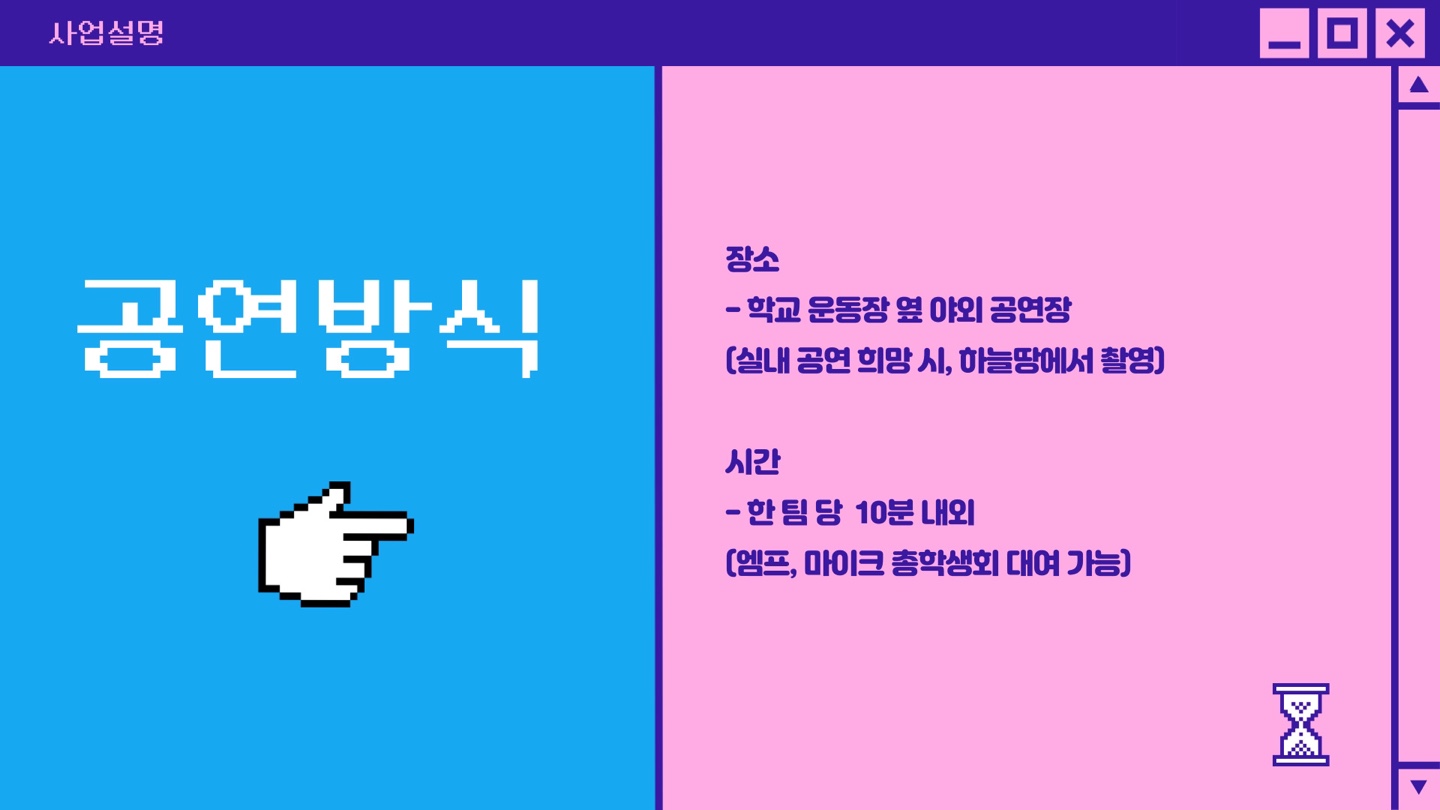 사업설명
공연방식
장소
- 학교 운동장 옆 야외 공연장
(실내 공연 희망 시, 하늘땅에서 촬영)
시간
- 한 팀 당 10분 내외
(엠프, 마이크 총학생회 대여 가능)